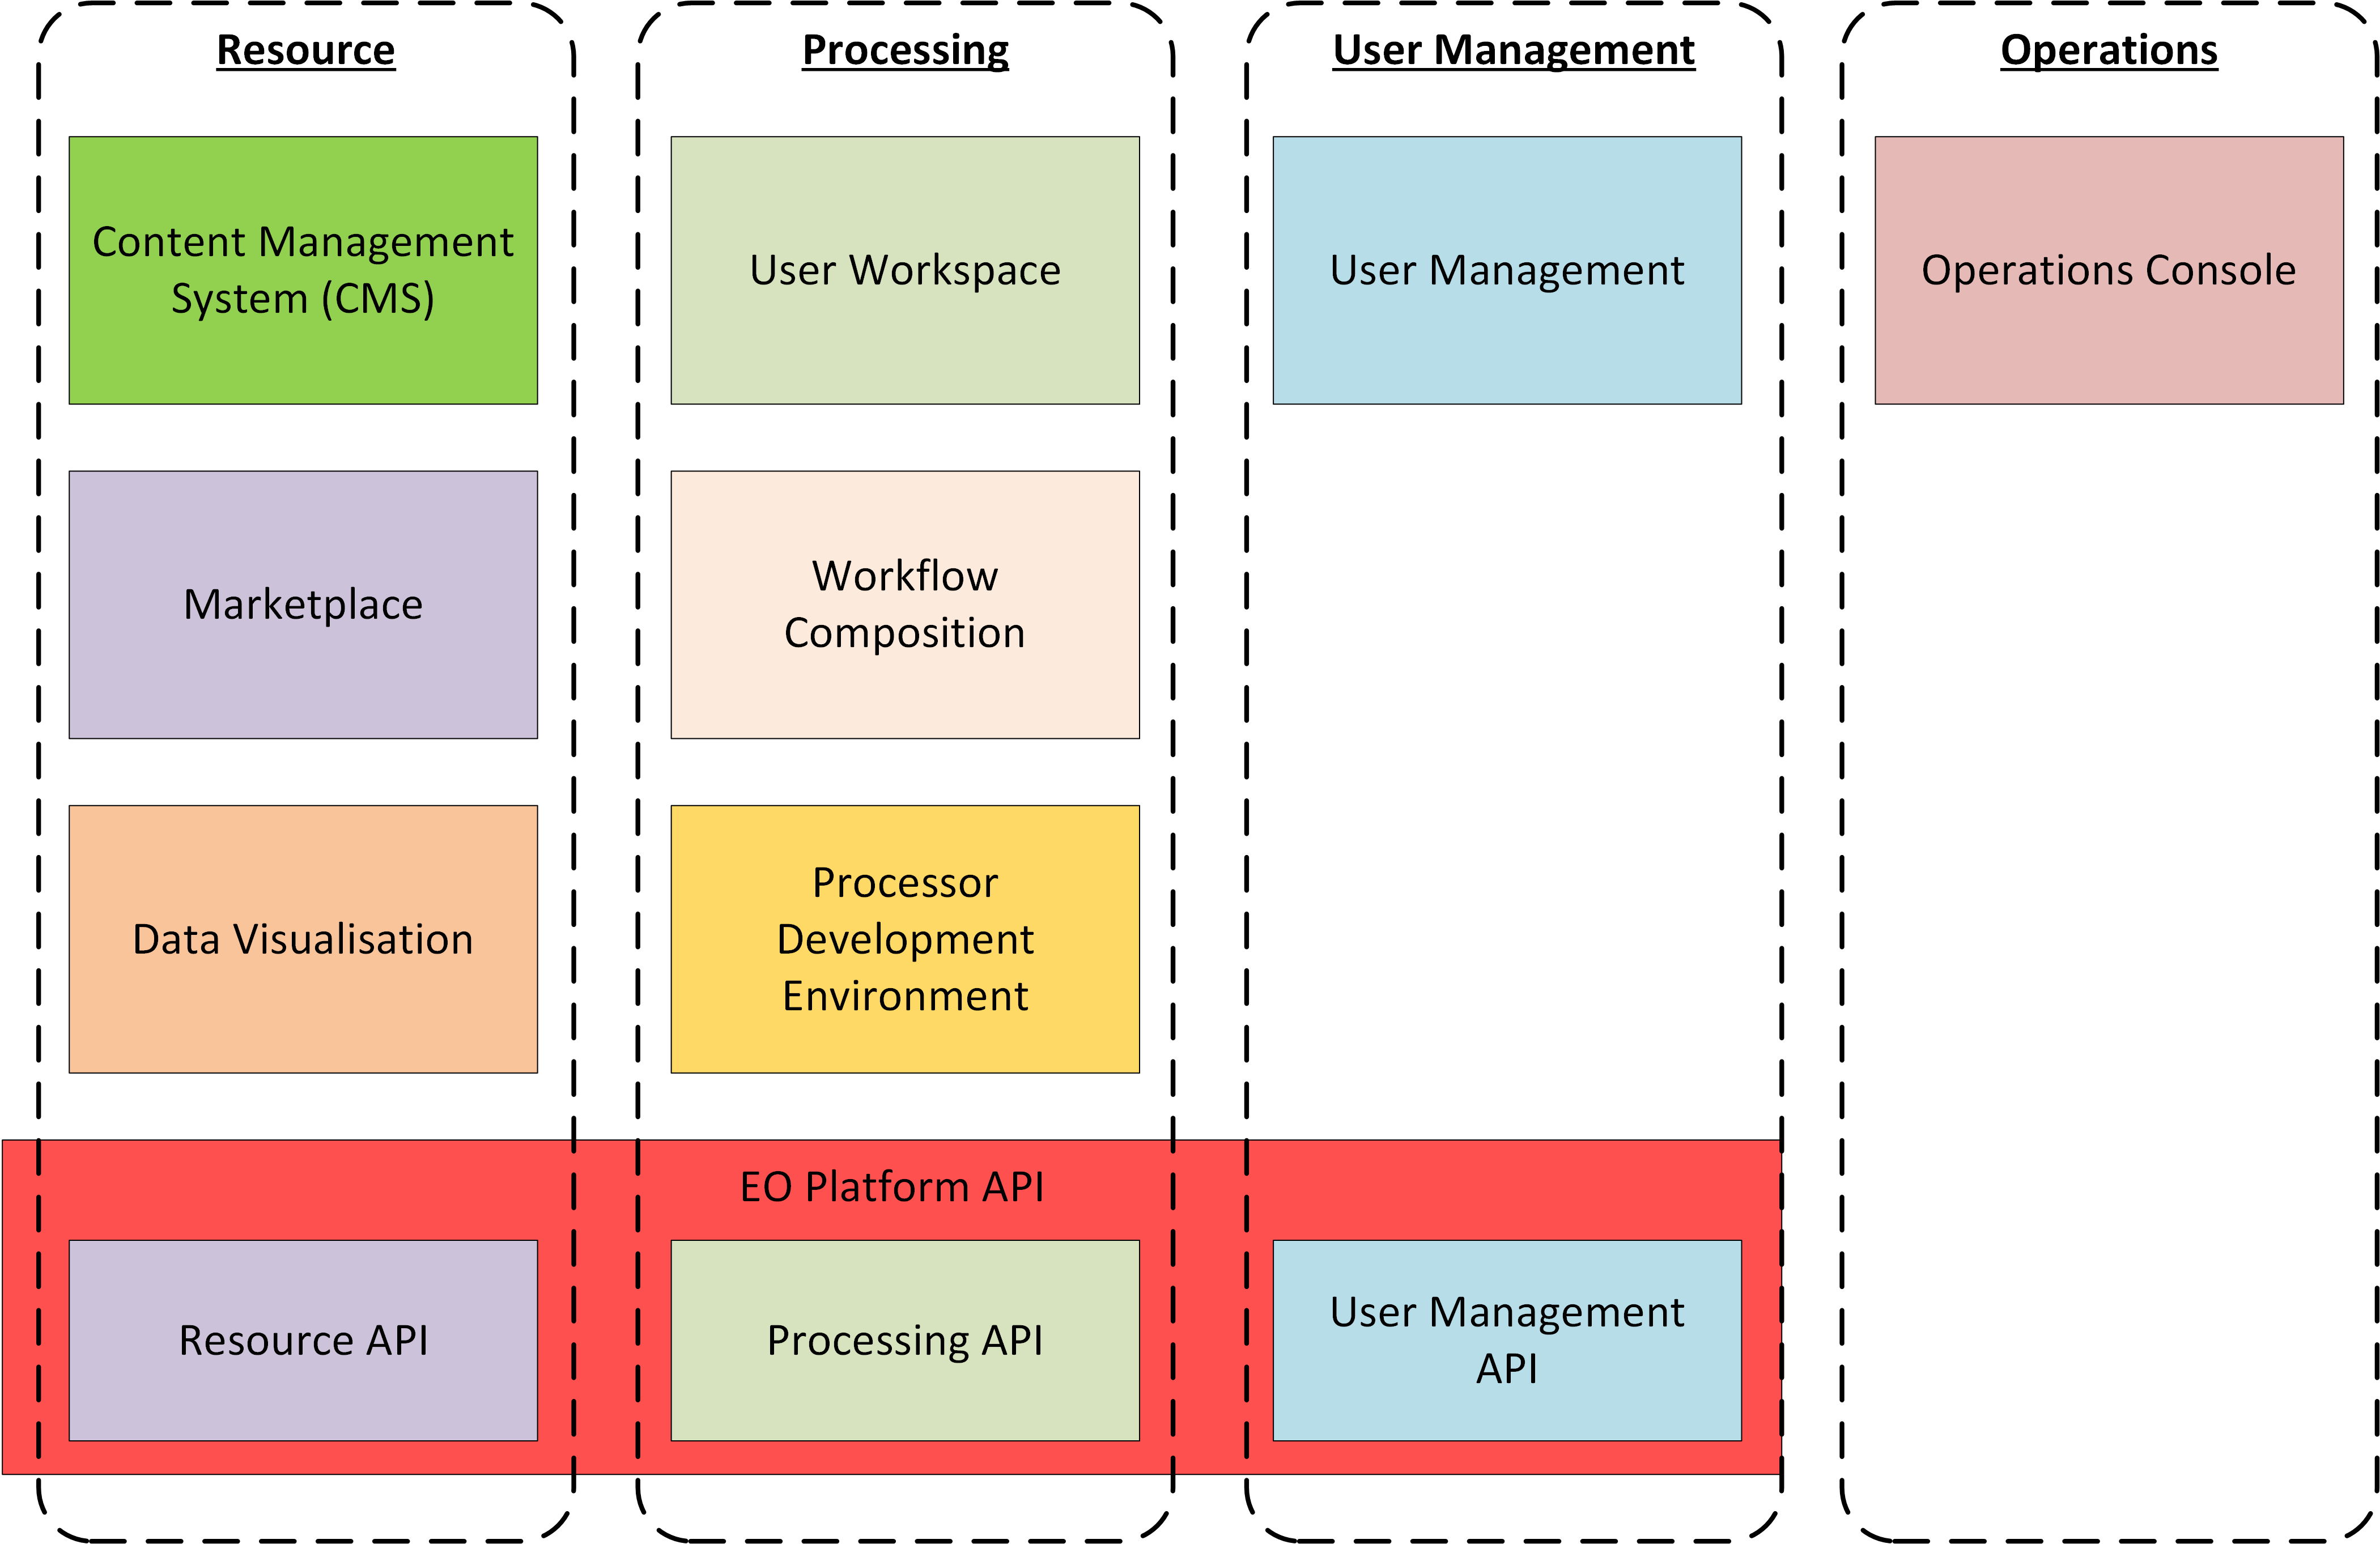 Resource
Processing
User Management
Operations
Content Management
System (CMS)
User Workspace
User Management
Operations Console
Marketplace
Workflow
Composition
Data Visualisation
Processor
Development
Environment
EO Platform API
Resource API
Processing API
User Management
API